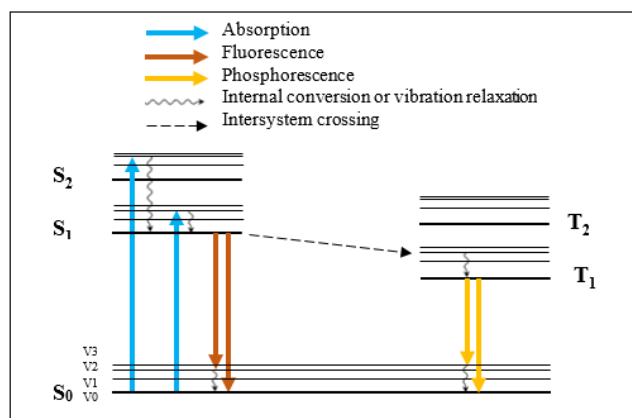 Absorption
Fluorescence
Phosphorescence
Internal conversion or vibration relaxation
Intersystem crossing
S2
S1
T2
T1
V3
V2
V1
S0 V0